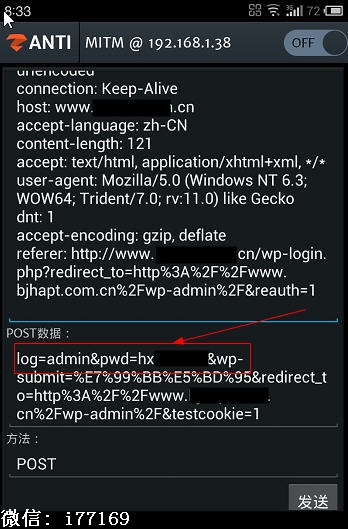 8:33
72
ZANTI MITM @ 192.168.1.38 OFF
unencoded
connection: Keep-Alive
host: www. n.cn
accept-language: zh-CN
content-length: 121
accept: text/html, application/xhtml+xml, */*
user-agent: Mozilla/5.0 (Windows NT 6.3;
WOW64; Trident/7.0; rv:11.0) like Gecko
dnt: 1
accept-encoding: gzip, deflate
referer: http://www. cn/wp-login.
php?redirect_to=http%3A%2F%2Fwww.
bjhapt.com.cn%2Fwp-admin%2F&reauth=1
POST数据：
log=admin&pwd=hx &wp-
submit=%E7%99%BB%E5%BD%95&redirect_t
o=http%3A%2F%2Fwww.
cn%2Fwp-admin%2F&testcookie=1
方法：
POST
发送
微信: i77169